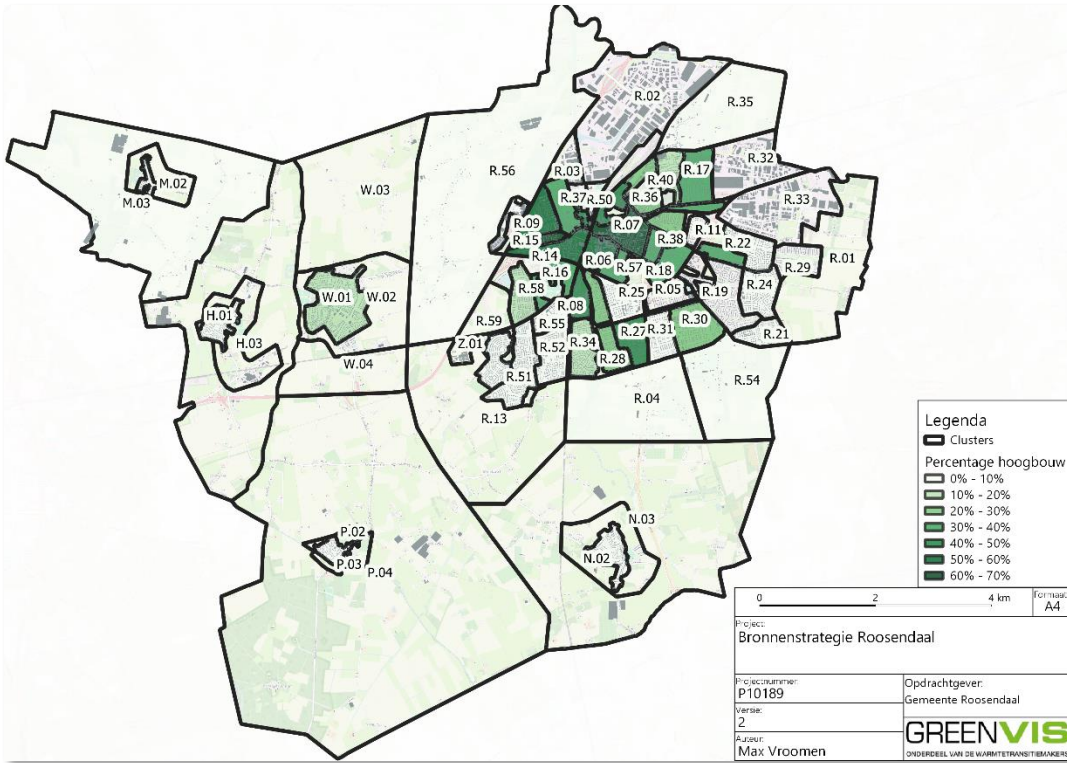 R.02
R.35
R.03
R.32
R.56
R.40
R.17
M.02
W.03
R.37
R.50
R.36
R.33
M.03
R.09
R.07
R.11
R.15
R.38
R.22
R.14
R.06
R.01
R.16
R.57
R.18
R.29
W.01
W.02
R.58
R.25
R.05
R.19
R.24
H.01
R.08
R.59
R.55
R.30
H.03
R.27
R.31
R.21
Z.01
R.52
R.34
W.04
R.28
R.51
R.54
R.04
R.13
N.03
P.02
N.02
P.03
P.04
Legenda
Clusters
Percentage hoogbouw
0% - 10%
10% - 20%
20% - 30%
30% - 40%
40% - 50%
50% - 60%
60% - 70%
0 2 4 km
Formaat
A4
Project:
Bronnenstrategie Roosendaal
Projectnummer:
P10189
Opdrachtgever:
Gemeente Roosendaal
Versie:
2
Auteur:
Max Vroomen
GREENVIS
ONDERDEEL VAN DE WARMTETRANSITIEMAKERS